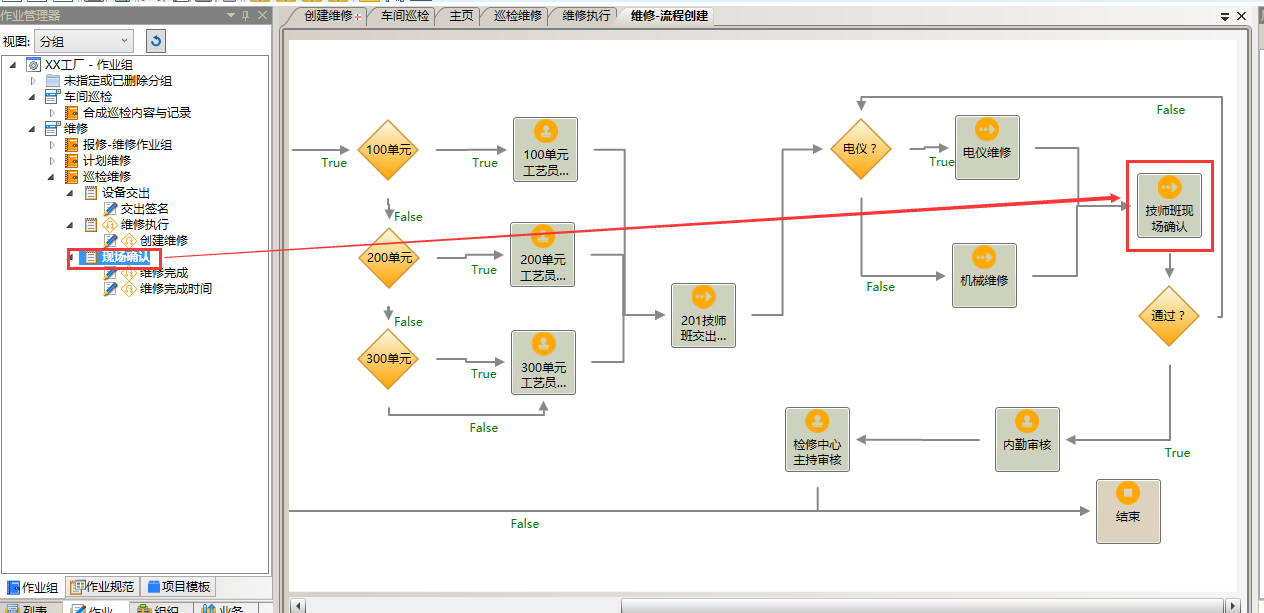 作业管理器
创建维修
车间巡检
主页
巡检维修
维修执行
维修-流程创建
视图: 分组
XX工厂 - 作业组
未指定或已删除分组
车间巡检
合成巡检内容与记录
维修
报修-维修作业组
计划维修
巡检维修
设备交出
交出签名
维修执行
创建维修
现场确认
维修完成
维修完成时间
作业组
作业规范
项目模板
列表
作业
组织
业务
True
100单元
True
100单元
工艺员...
False
200单元
True
200单元
工艺员...
False
300单元
True
300单元
工艺员...
False
201技师
班交出...
电仪？
True
电仪维修
False
机械维修
False
技师班现
场确认
通过？
True
内勤审核
检修中心
主持审核
False
结束